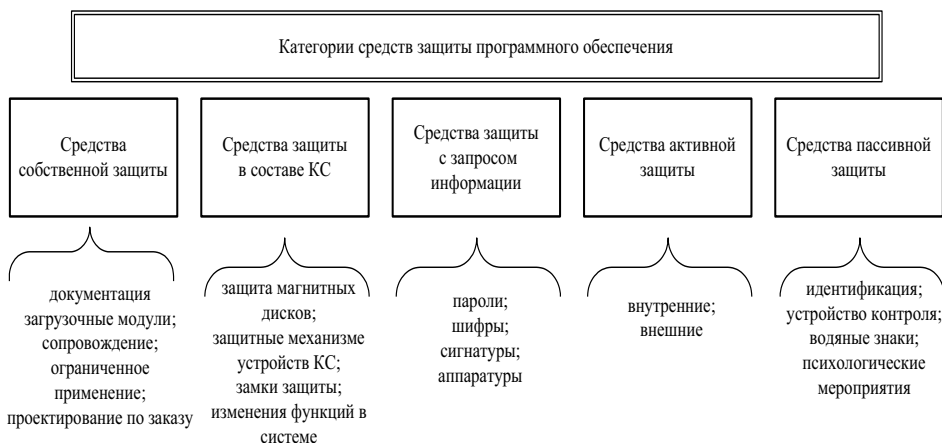 Категории средств защиты программного обеспечения
Средства
собственной защиты
Средства защиты
в составе КС
Средства защиты
с запросом
информации
Средства активной
защиты
Средства пассивной
защиты
документация
загрузочные модули;
сопровождение;
ограниченное
применение;
проектирование по заказу
защита магнитных
дисков;
защитные механизме
устройств КС;
замки защиты;
изменения функций в
системе
пароли;
шифры;
сигнатуры;
аппаратуры
внутренние;
внешние
идентификация;
устройство контроля;
водяные знаки;
психологические
мероприятия